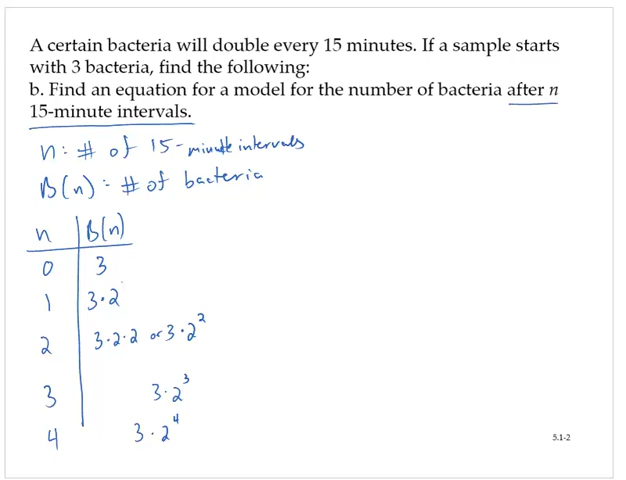 A certain bacteria will double every 15 minutes. If a sample starts
with 3 bacteria, find the following:
b. Find an equation for a model for the number of bacteria after n
15-minute intervals.
n: # of 15-minute intervals
B(n): # of bacteria
n B(n)
0 3
1 3·2
2 3·2·2 or 3·2²
3 3·2³
4 3·2⁴
5.1-2